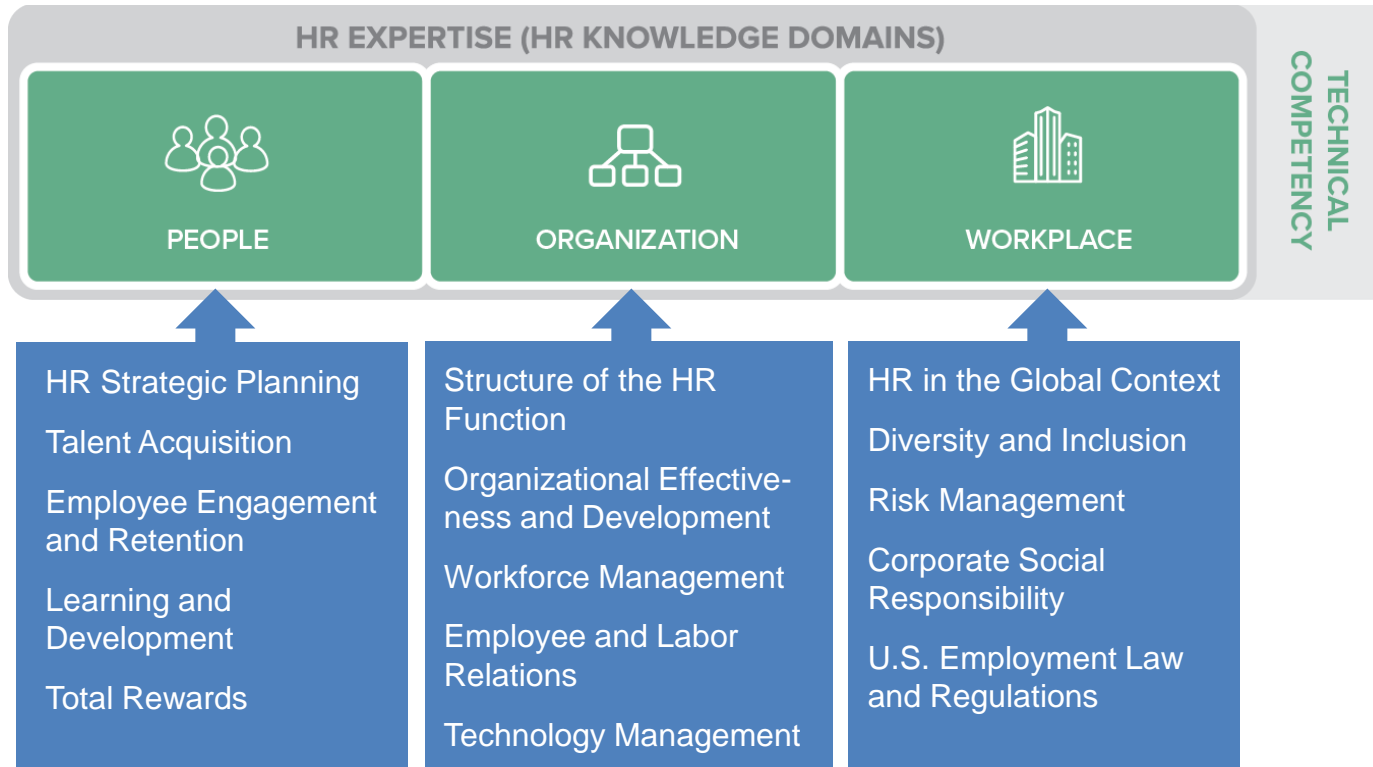 HR EXPERTISE (HR KNOWLEDGE DOMAINS)
TECHNICAL
COMPETENCY
PEOPLE
ORGANIZATION
WORKPLACE
HR Strategic Planning
Talent Acquisition
Employee Engagement
and Retention
Learning and
Development
Total Rewards
Structure of the HR
Function
Organizational Effective-
ness and Development
Workforce Management
Employee and Labor
Relations
Technology Management
HR in the Global Context
Diversity and Inclusion
Risk Management
Corporate Social
Responsibility
U.S. Employment Law
and Regulations